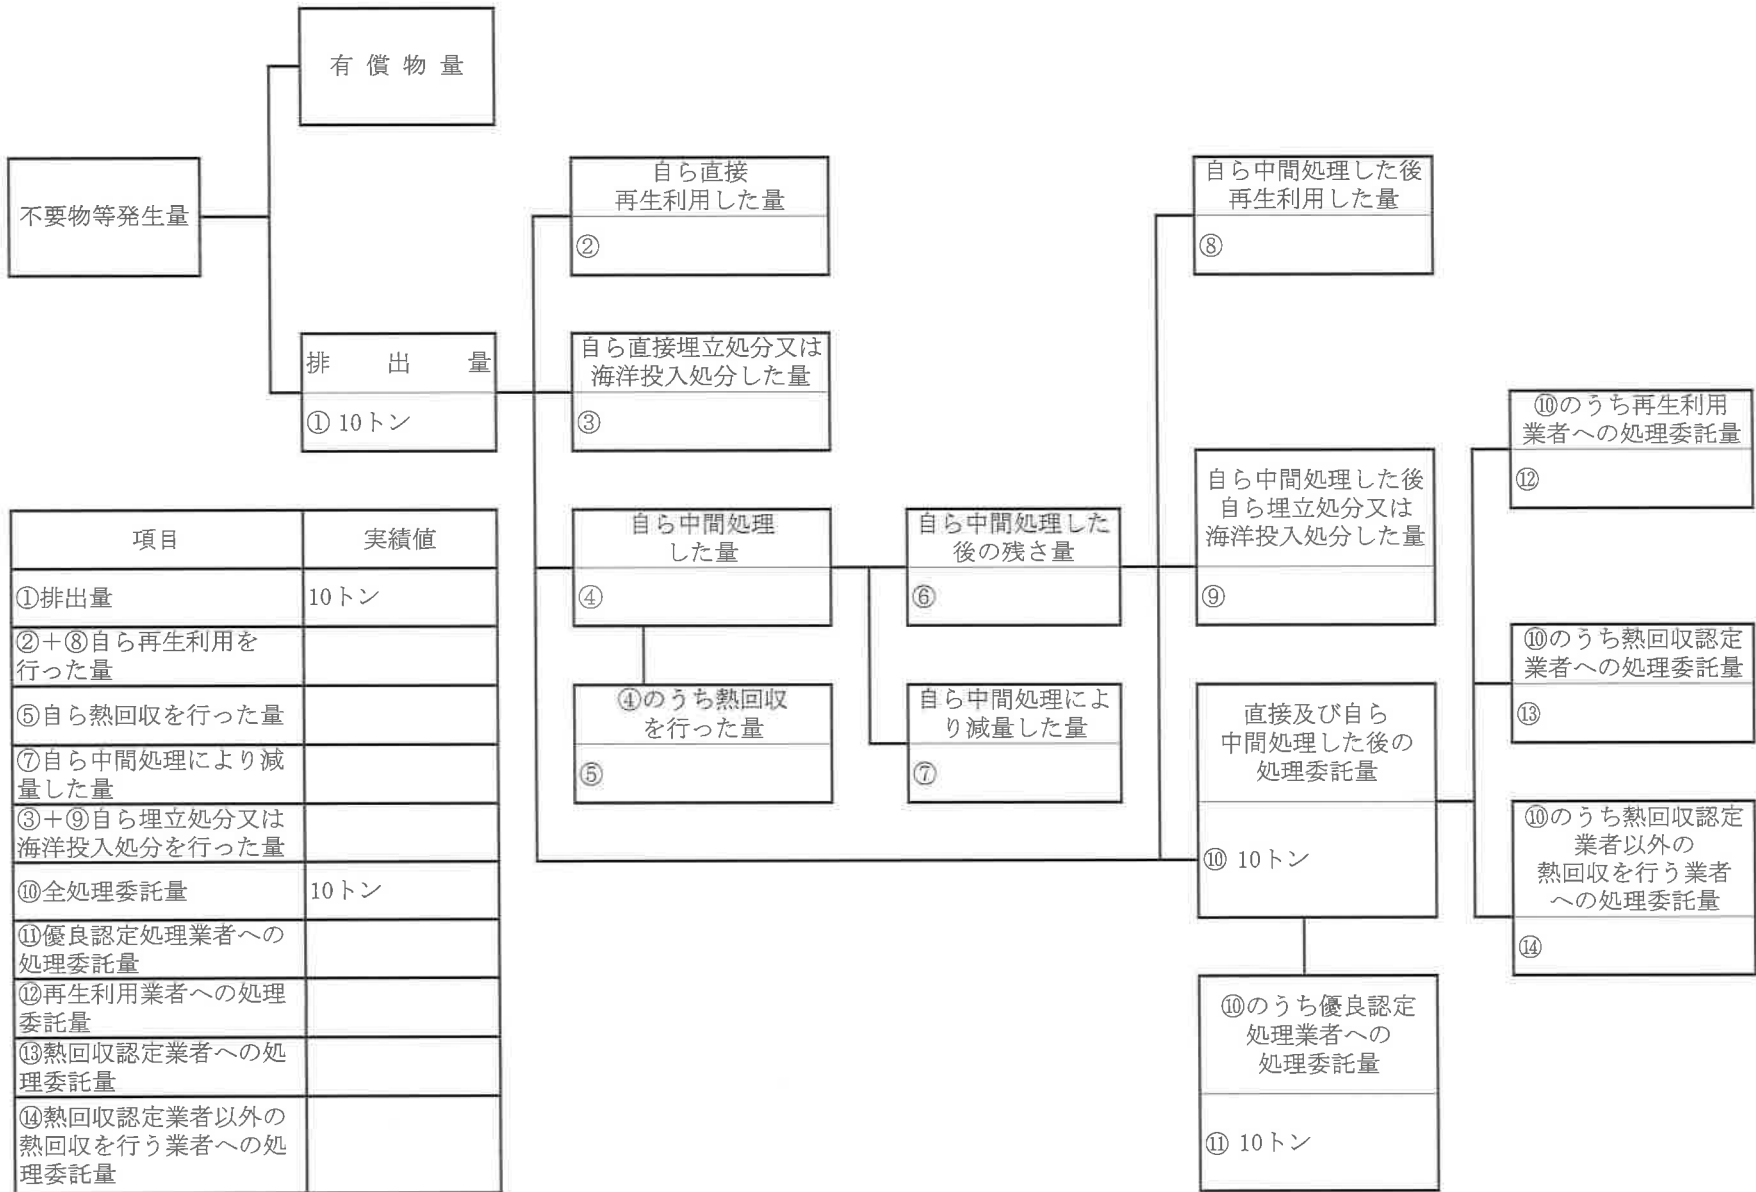 有 償 物 量
不要物等発生量
自ら直接
再生利用した量
②
自ら中間処理した後
再生利用した量
⑧
排 出 量
① 10トン
自ら直接埋立処分又は
海洋投入処分した量
③
⑩のうち再生利用
業者への処理委託量
⑫
自ら中間処理した後
自ら埋立処分又は
海洋投入処分した量
⑨
自ら中間処理
した量
④
自ら中間処理した
後の残さ量
⑥
⑩のうち熱回収認定
業者への処理委託量
⑬
④のうち熱回収
を行った量
⑤
自ら中間処理によ
り減量した量
⑦
直接及び自ら
中間処理した後の
処理委託量
⑩ 10トン
⑩のうち熱回収認定
業者以外の
熱回収を行う業者
への処理委託量
⑭
⑩のうち優良認定
処理業者への
処理委託量
⑪ 10トン
項目 実績値
①排出量 10トン
②+⑧自ら再生利用を
行った量
⑤自ら熱回収を行った量
⑦自ら中間処理により減
量した量
③+⑨自ら埋立処分又は
海洋投入処分を行った量
⑩全処理委託量 10トン
⑪優良認定処理業者への
処理委託量
⑫再生利用業者への処理
委託量
⑬熱回収認定業者への処
理委託量
⑭熱回収認定業者以外の
熱回収を行う業者への処
理委託量